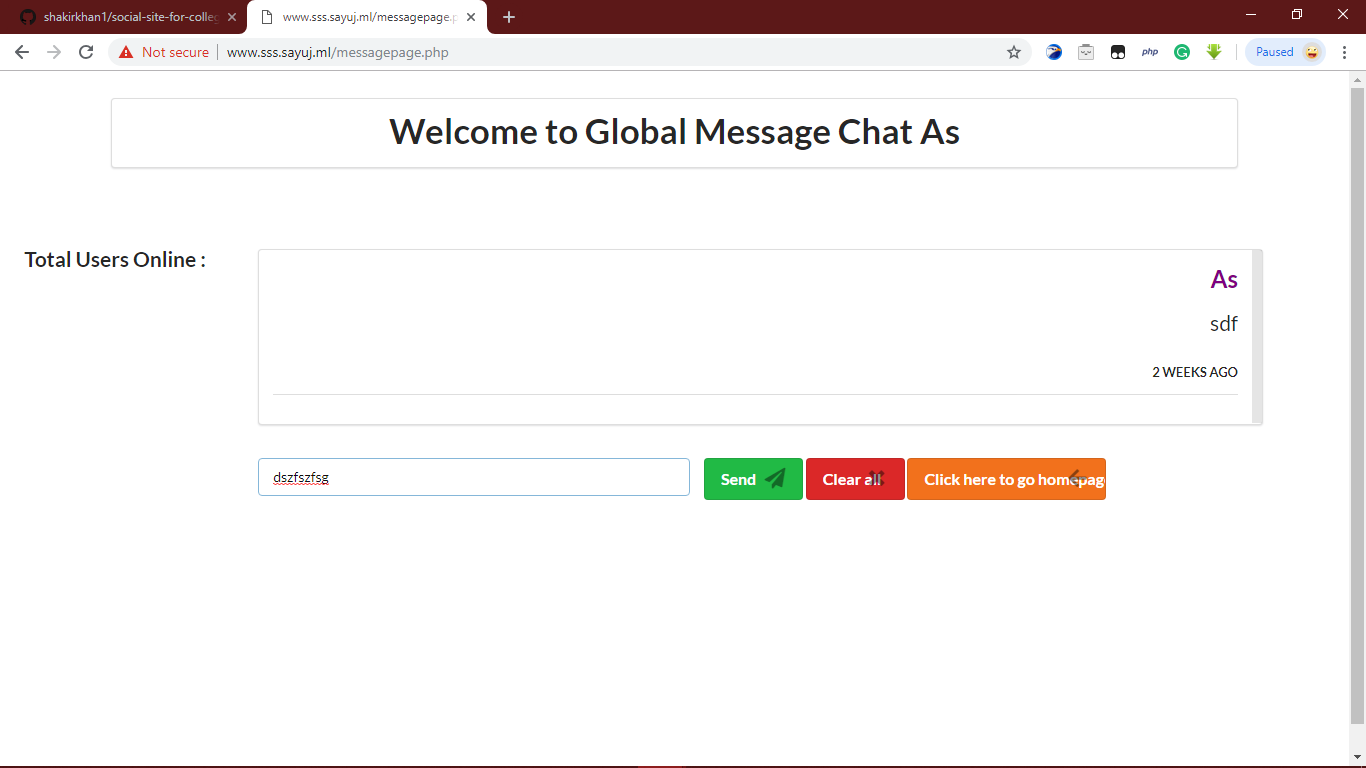 shakirkhan1/social-site-for-colleg
www.sss.sayuj.ml/messagepage.p
Not secure
www.sss.sayuj.ml/messagepage.php
php
Paused
Welcome to Global Message Chat As
Total Users Online :
As
sdf
2 WEEKS AGO
dszfszfsg
Send
Clear all
Click here to go homepage